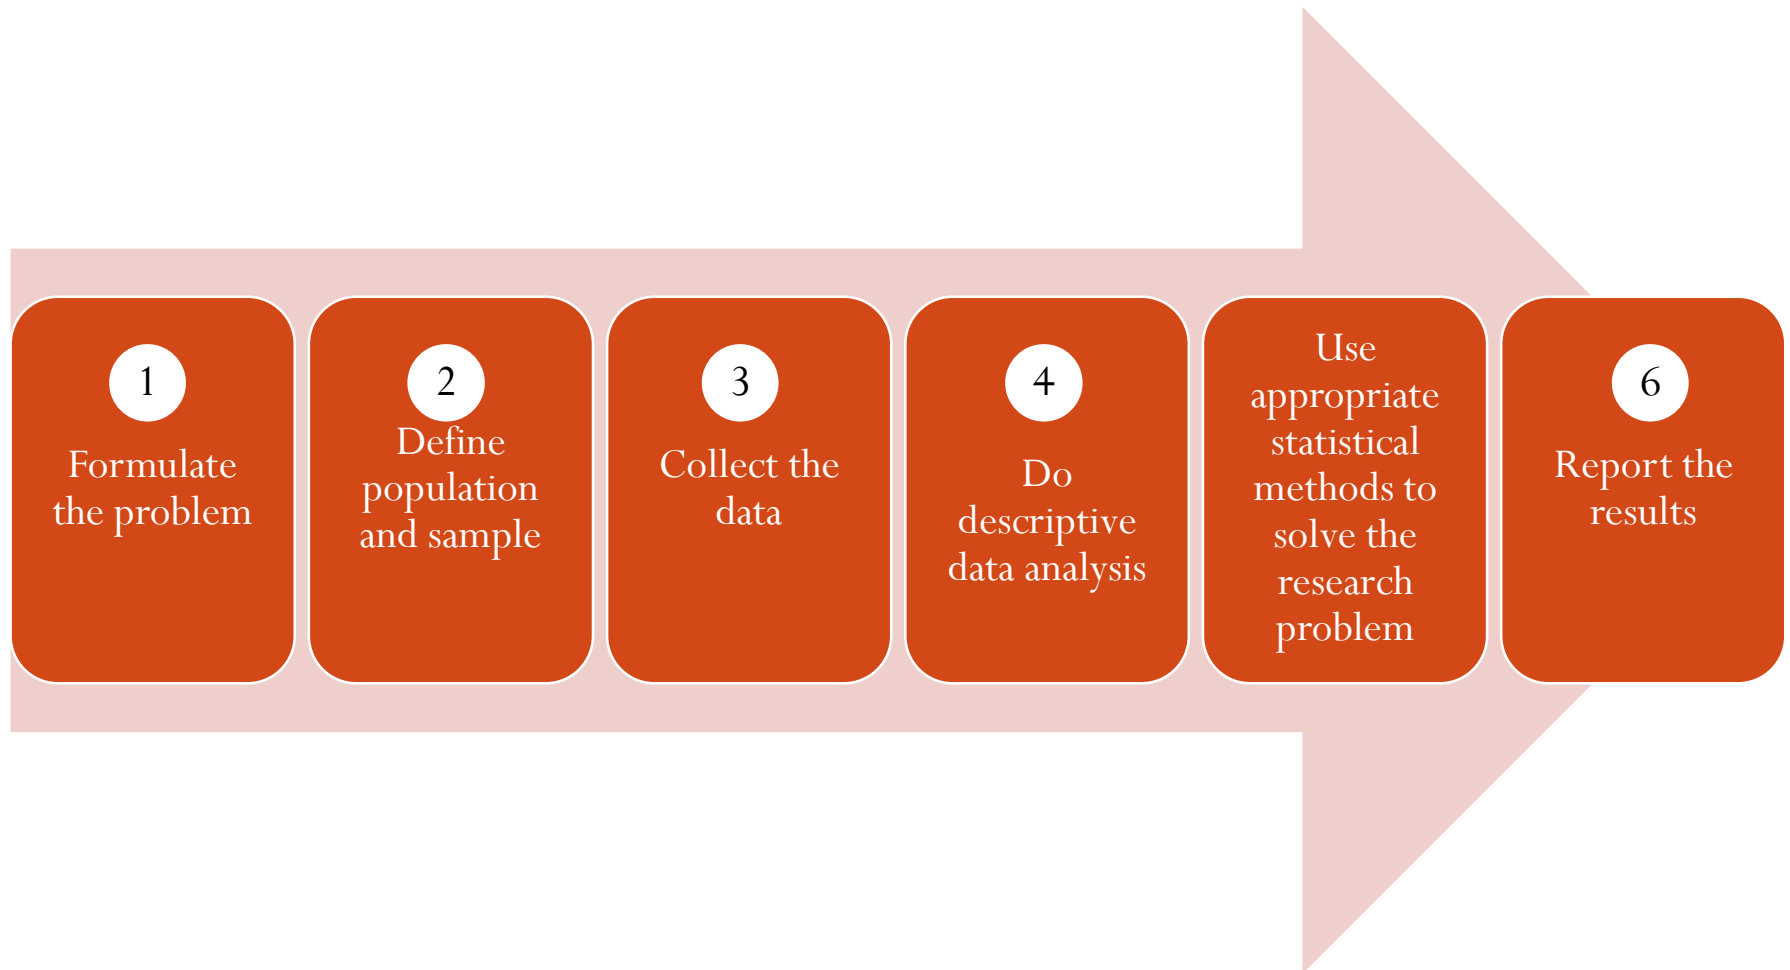 1
Formulate
the problem
2
Define
population
and sample
3
Collect the
data
4
Do
descriptive
data analysis
Use
appropriate
statistical
methods to
solve the
research
problem
6
Report the
results